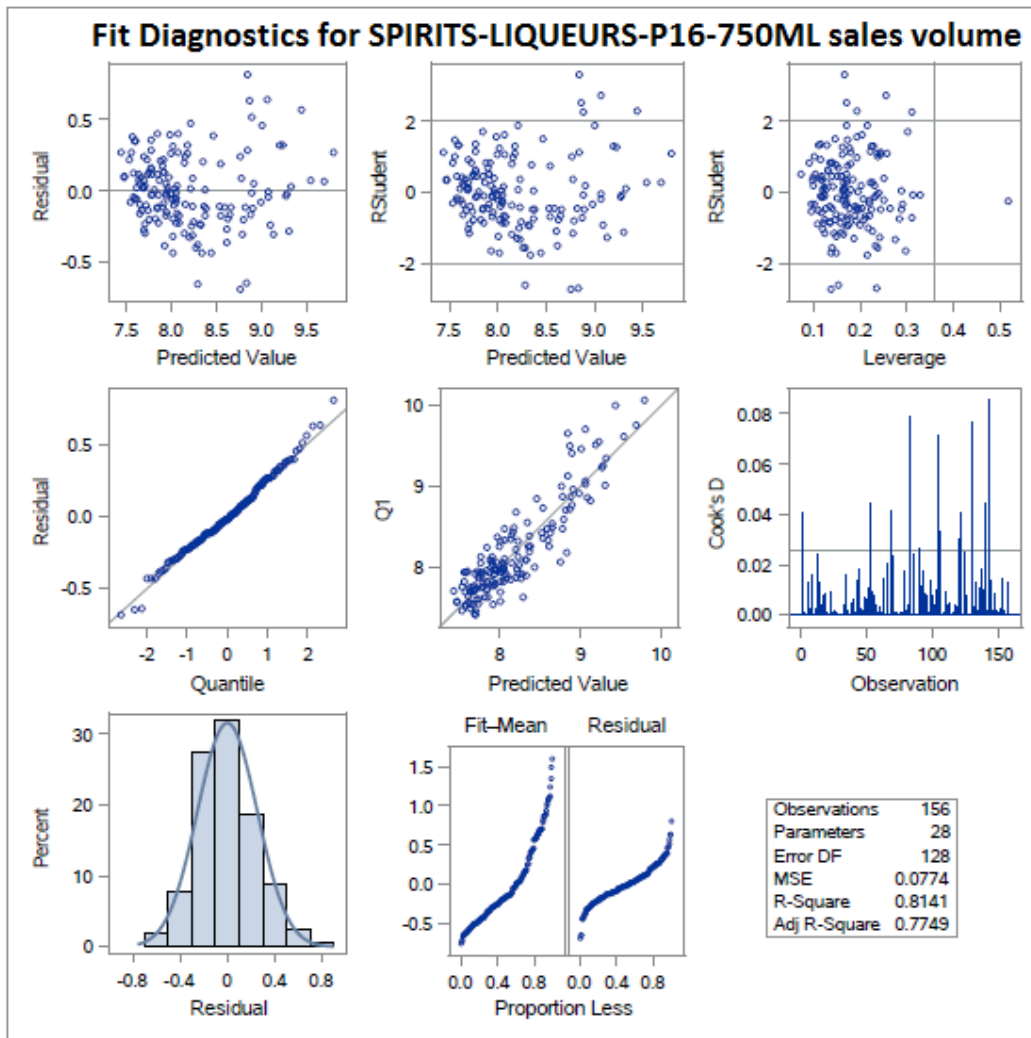 Fit Diagnostics for SPIRITS-LIQUEURS-P16-750ML sales volume
Residual
0.5
0.0
-0.5
7.5 8.0 8.5 9.0 9.5
Predicted Value
RStudent
2
0
-2
7.5 8.0 8.5 9.0 9.5
Predicted Value
RStudent
2
0
-2
0.1 0.2 0.3 0.4 0.5
Leverage
Residual
0.5
0.0
-0.5
-2 -1 0 1 2
Quantile
Q1
10
9
8
8 9 10
Predicted Value
Cook's D
0.08
0.06
0.04
0.02
0.00
0 50 100 150
Observation
Percent
30
20
10
0
-0.8 -0.4 0 0.4 0.8
Residual
Fit–Mean Residual
1.5
1.0
0.5
0.0
-0.5
0.0 0.4 0.8 0.0 0.4 0.8
Proportion Less
Observations 156
Parameters 28
Error DF 128
MSE 0.0774
R-Square 0.8141
Adj R-Square 0.7749